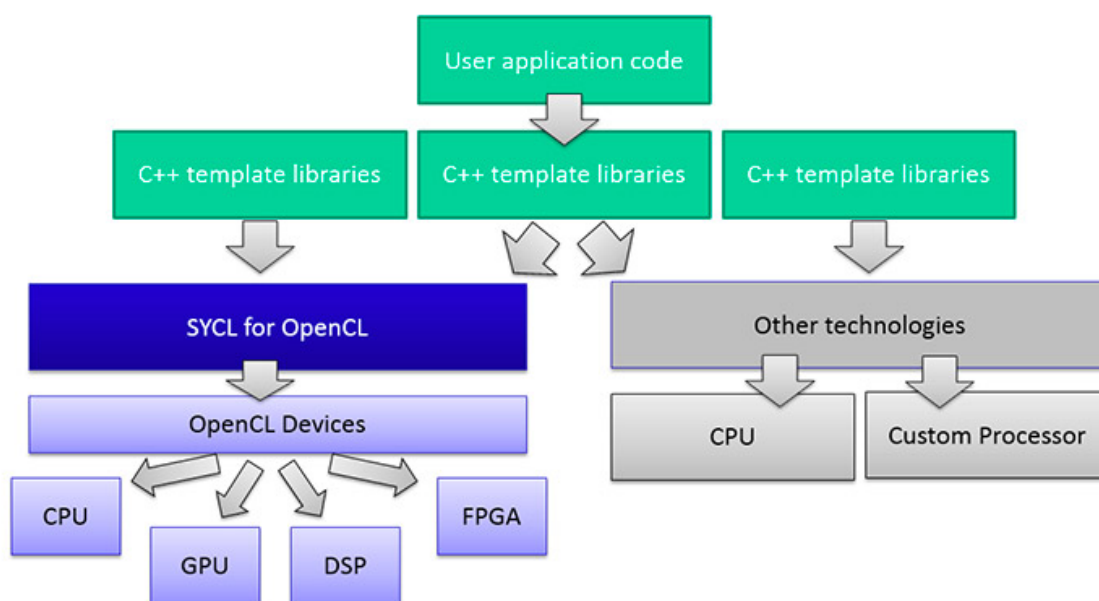 User application code
C++ template libraries
C++ template libraries
C++ template libraries
SYCL for OpenCL
Other technologies
OpenCL Devices
CPU
Custom Processor
CPU
FPGA
GPU
DSP